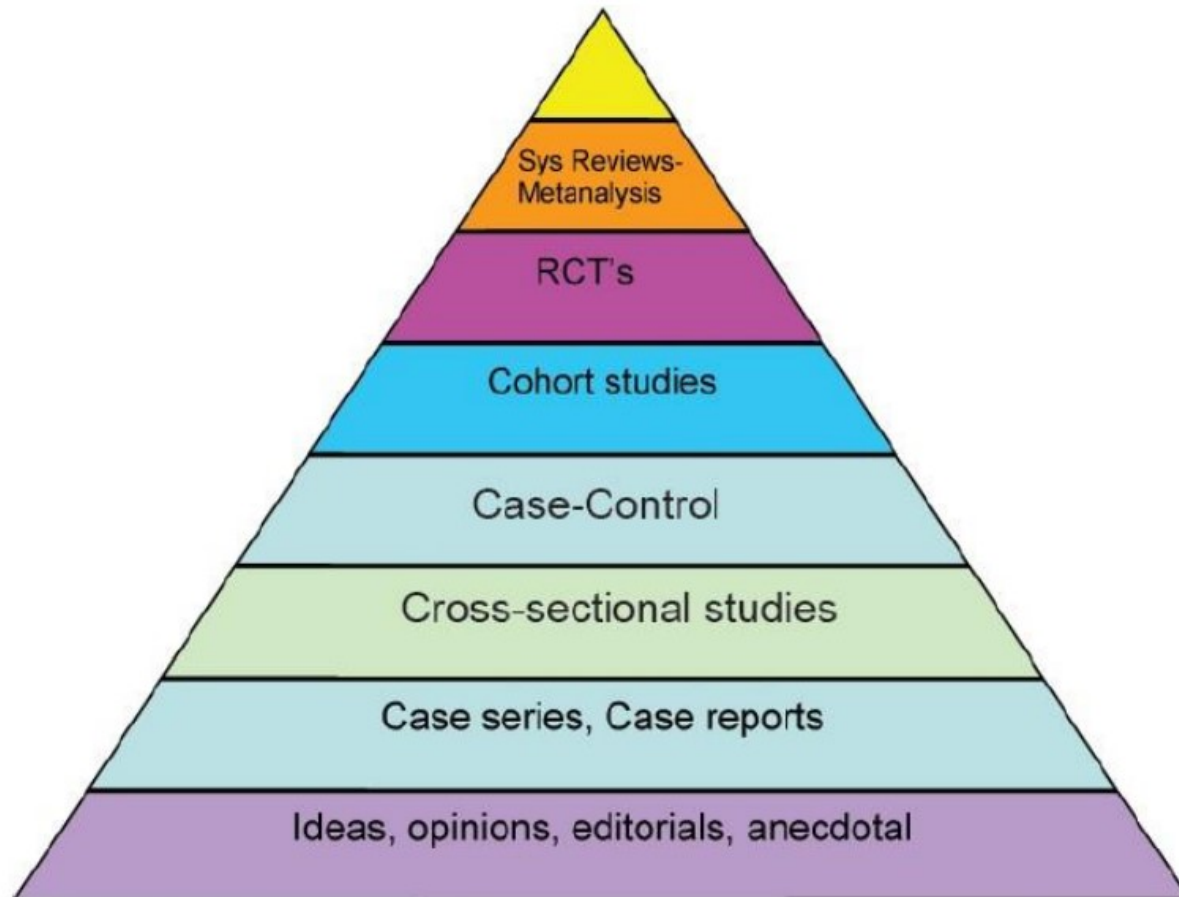 Sys Reviews-
Metanalysis
RCT's
Cohort studies
Case-Control
Cross-sectional studies
Case series, Case reports
Ideas, opinions, editorials, anecdotal